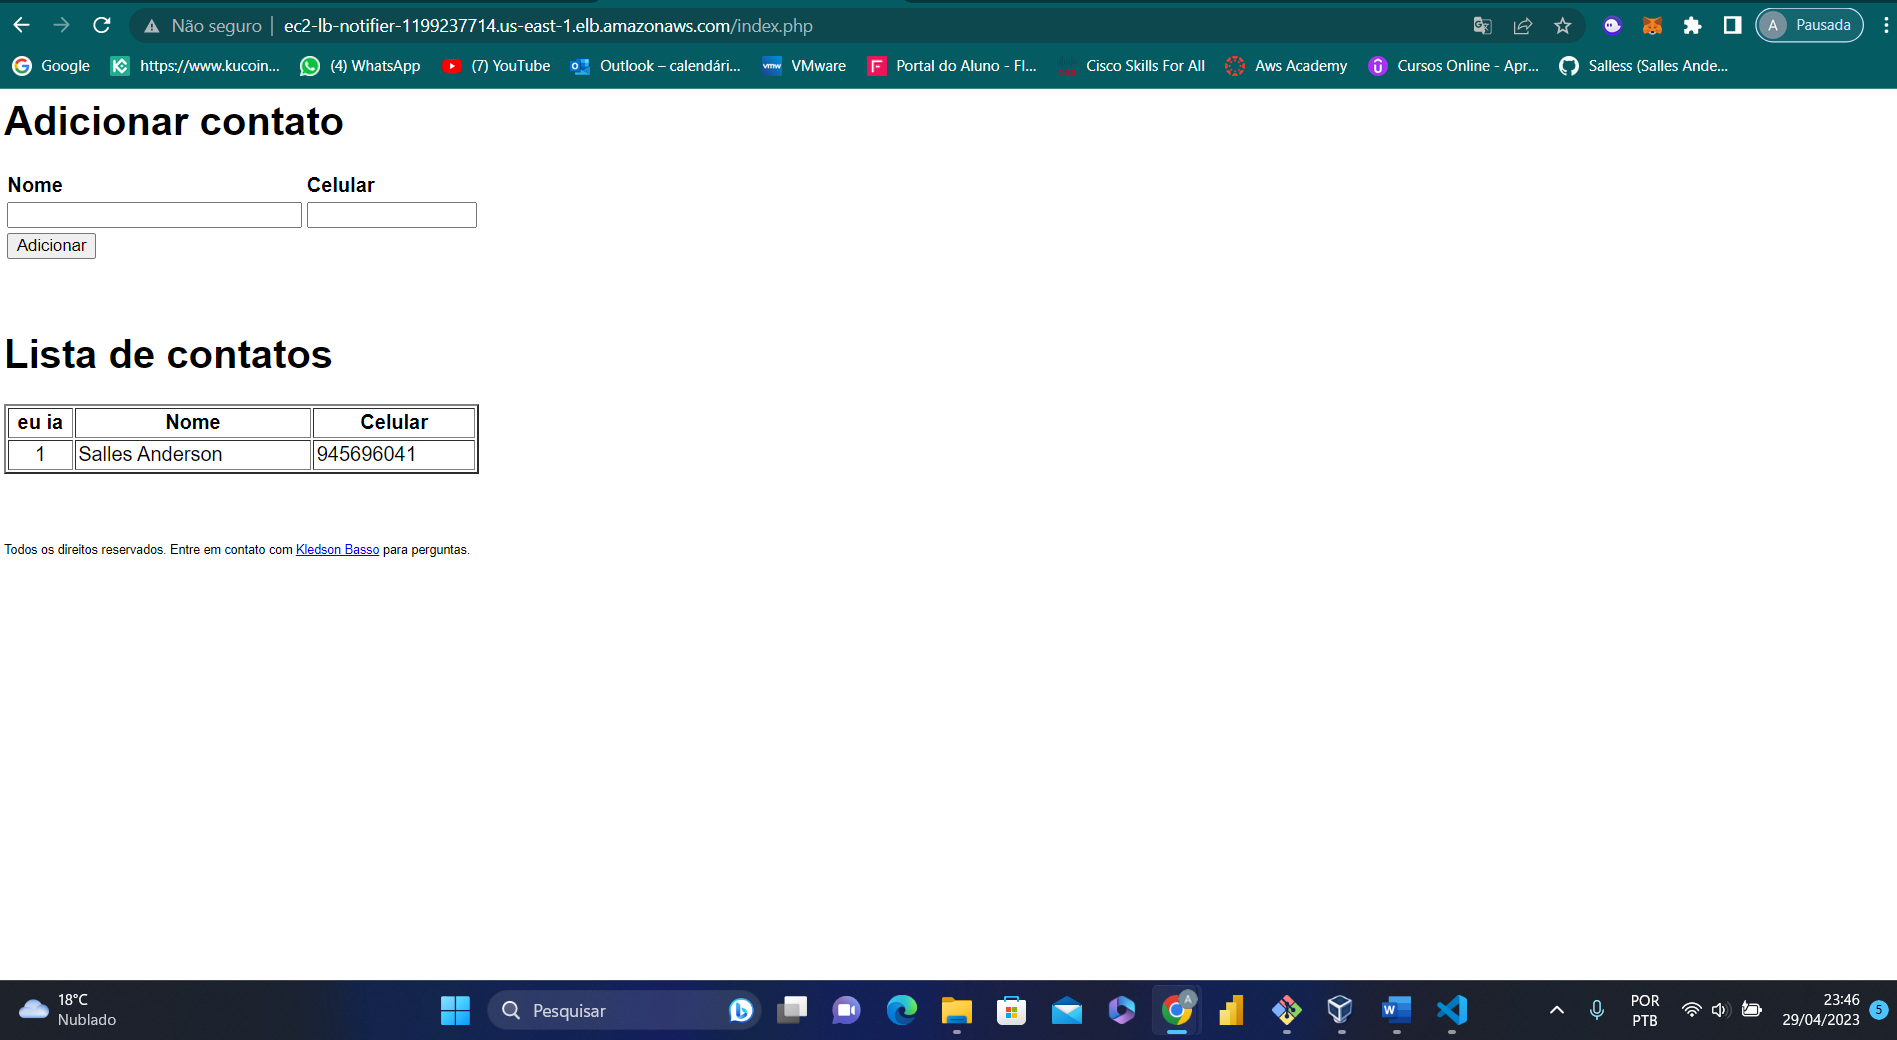 Não seguro | ec2-lb-notifier-1199237714.us-east-1.elb.amazonaws.com/index.php
A Pausada
Google https://www.kucoin... (4) WhatsApp (7) YouTube Outlook – calendári... VMware Portal do Aluno - Fl... Cisco Skills For All Aws Academy Cursos Online - Apr... Salless (Salles Ande...
Adicionar contato
Nome Celular
Adicionar
Lista de contatos
eu ia Nome Celular
1 Salles Anderson 945696041
Todos os direitos reservados. Entre em contato com Kledson Basso para perguntas.
18°C
Nublado
Pesquisar
POR
PTB
23:46
29/04/2023
5